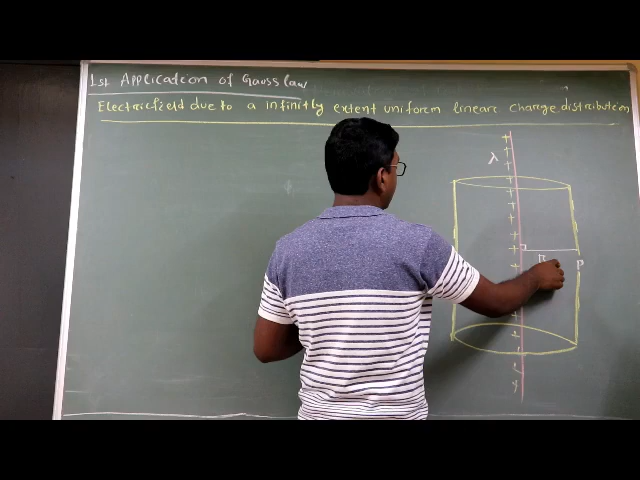 1st Application of Gauss law
Electricfield due to a infinitly extent uniform linear charge distribution
λ
R
P